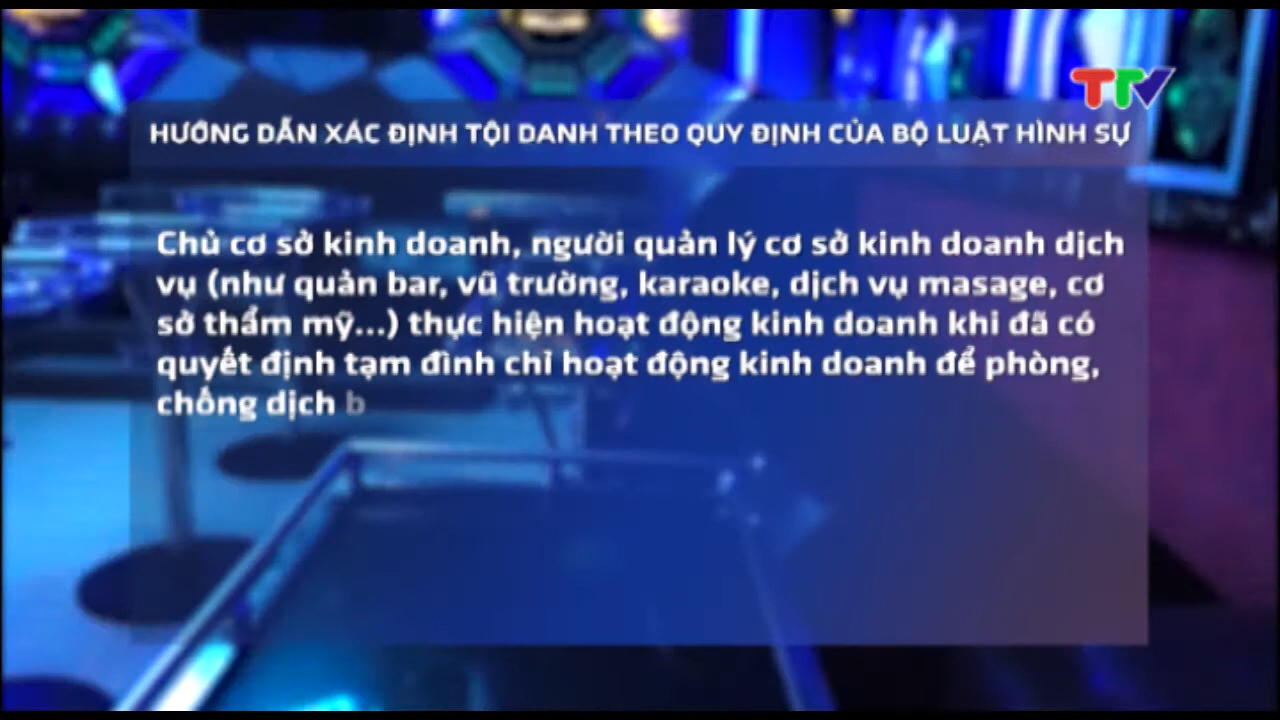 TTV
HƯỚNG DẪN XÁC ĐỊNH TỘI DANH THEO QUY ĐỊNH CỦA BỘ LUẬT HÌNH SỰ
Chủ cơ sở kinh doanh, người quản lý cơ sở kinh doanh dịch
vụ (như quản bar, vũ trường, karaoke, dịch vụ masage, cơ
sở thẩm mỹ...) thực hiện hoạt động kinh doanh khi đã có
quyết định tạm đình chỉ hoạt động kinh doanh để phòng,
chống dịch b